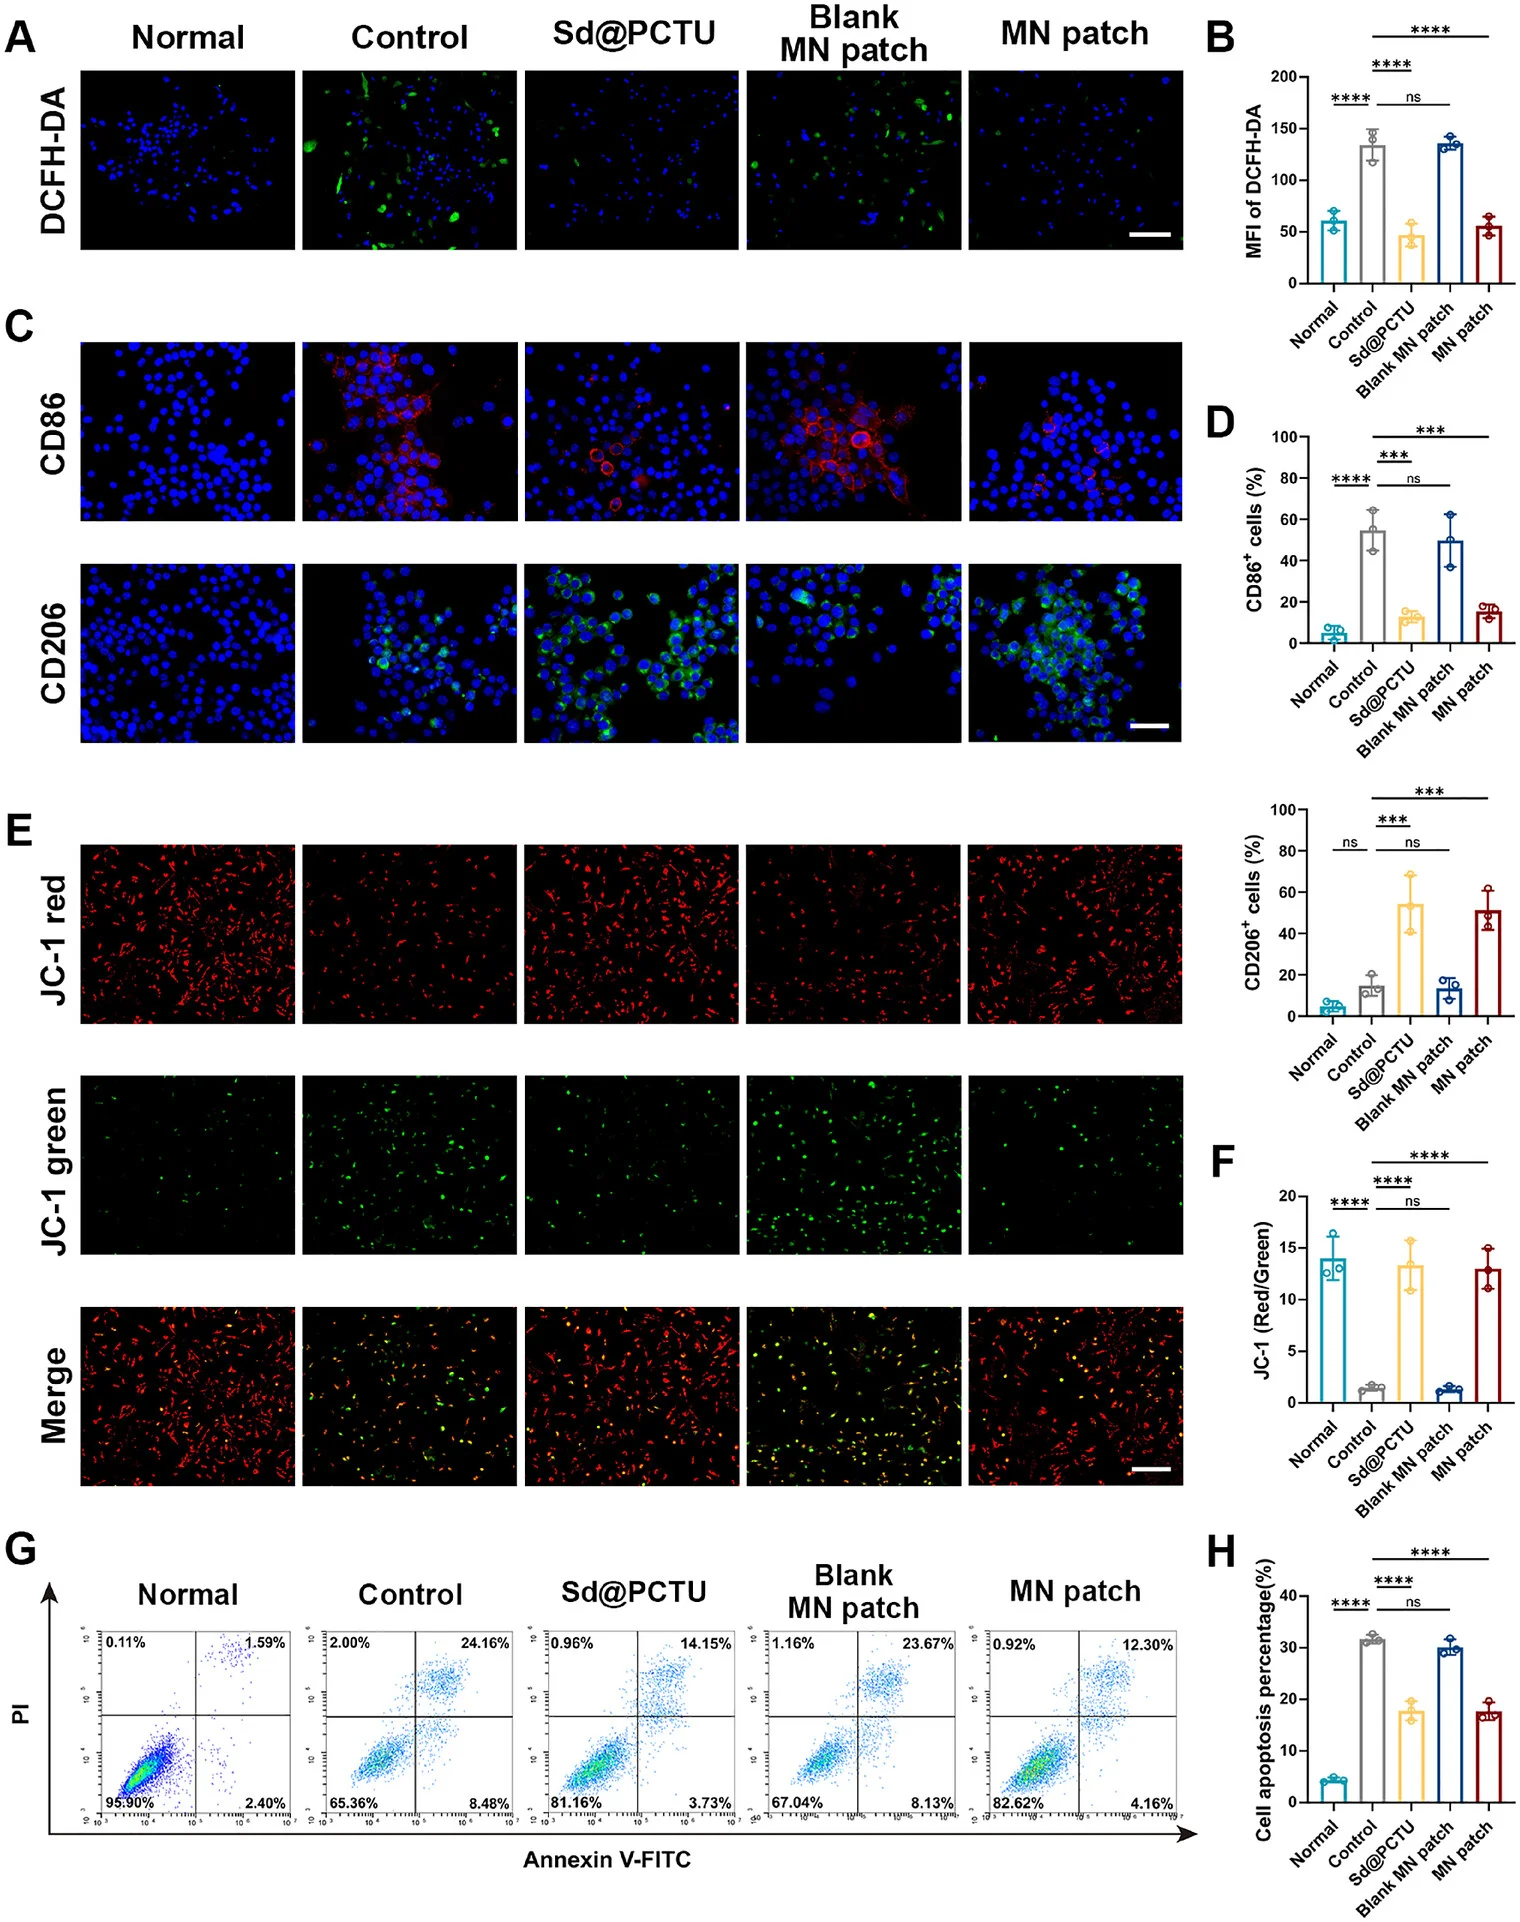 A
Normal
Control
Sd@PCTU
Blank
MN patch
MN patch
DCFH-DA
B
****
****
****
ns
MFI of DCFH-DA
200
150
100
50
0
Normal
Control
Sd@PCTU
Blank MN patch
MN patch
C
CD86
CD206
D
***
***
****
ns
CD86+ cells (%)
100
80
60
40
20
0
Normal
Control
Sd@PCTU
Blank MN patch
MN patch
***
***
ns
ns
CD206+ cells (%)
100
80
60
40
20
0
Normal
Control
Sd@PCTU
Blank MN patch
MN patch
E
JC-1 red
JC-1 green
Merge
F
****
****
****
ns
JC-1 (Red/Green)
20
15
10
5
0
Normal
Control
Sd@PCTU
Blank MN patch
MN patch
G
Normal
Control
Sd@PCTU
Blank
MN patch
MN patch
PI
0.11%
1.59%
95.90%
2.40%
2.00%
24.16%
65.36%
8.48%
0.96%
14.15%
81.16%
3.73%
1.16%
23.67%
67.04%
8.13%
0.92%
12.30%
82.62%
4.16%
Annexin V-FITC
H
****
****
****
ns
Cell apoptosis percentage(%)
40
30
20
10
0
Normal
Control
Sd@PCTU
Blank MN patch
MN patch